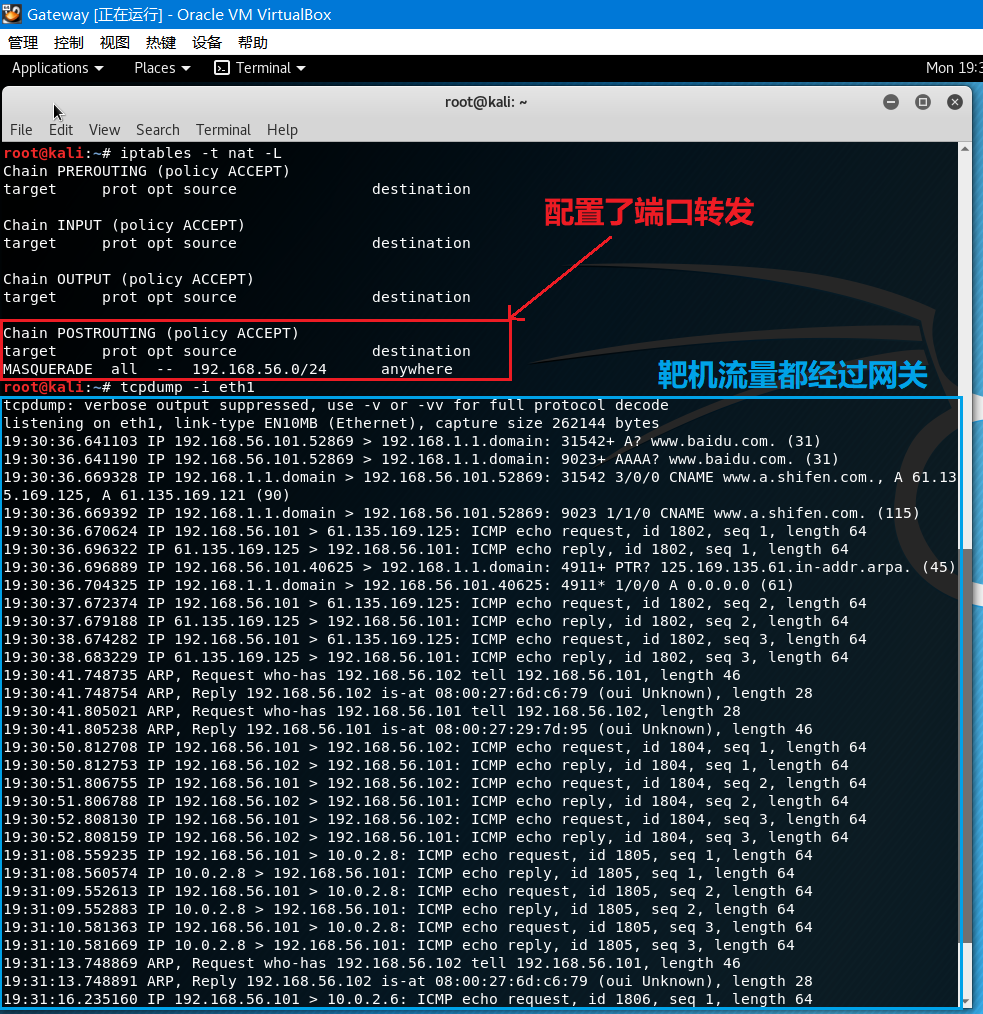 Gateway [正在运行] - Oracle VM VirtualBox
管理 控制 视图 热键 设备 帮助
Applications Places Terminal Mon 19:3
root@kali: ~
File Edit View Search Terminal Help
root@kali:~# iptables -t nat -L
Chain PREROUTING (policy ACCEPT)
target prot opt source destination
Chain INPUT (policy ACCEPT)
target prot opt source destination
配置了端口转发
Chain OUTPUT (policy ACCEPT)
target prot opt source destination
Chain POSTROUTING (policy ACCEPT)
target prot opt source destination
MASQUERADE all -- 192.168.56.0/24 anywhere
靶机流量都经过网关
root@kali:~# tcpdump -i eth1
tcpdump: verbose output suppressed, use -v or -vv for full protocol decode
listening on eth1, link-type EN10MB (Ethernet), capture size 262144 bytes
19:30:36.641103 IP 192.168.56.101.52869 > 192.168.1.1.domain: 31542+ A? www.baidu.com. (31)
19:30:36.641190 IP 192.168.56.101.52869 > 192.168.1.1.domain: 9023+ AAAA? www.baidu.com. (31)
19:30:36.669328 IP 192.168.1.1.domain > 192.168.56.101.52869: 31542 3/0/0 CNAME www.a.shifen.com., A 61.13
5.169.125, A 61.135.169.121 (90)
19:30:36.669392 IP 192.168.1.1.domain > 192.168.56.101.52869: 9023 1/1/0 CNAME www.a.shifen.com. (115)
19:30:36.670624 IP 192.168.56.101 > 61.135.169.125: ICMP echo request, id 1802, seq 1, length 64
19:30:36.696322 IP 61.135.169.125 > 192.168.56.101: ICMP echo reply, id 1802, seq 1, length 64
19:30:36.696889 IP 192.168.56.101.40625 > 192.168.1.1.domain: 4911+ PTR? 125.169.135.61.in-addr.arpa. (45)
19:30:36.704325 IP 192.168.1.1.domain > 192.168.56.101.40625: 4911* 1/0/0 A 0.0.0.0 (61)
19:30:37.672374 IP 192.168.56.101 > 61.135.169.125: ICMP echo request, id 1802, seq 2, length 64
19:30:37.679188 IP 61.135.169.125 > 192.168.56.101: ICMP echo reply, id 1802, seq 2, length 64
19:30:38.674282 IP 192.168.56.101 > 61.135.169.125: ICMP echo request, id 1802, seq 3, length 64
19:30:38.683229 IP 61.135.169.125 > 192.168.56.101: ICMP echo reply, id 1802, seq 3, length 64
19:30:41.748735 ARP, Request who-has 192.168.56.102 tell 192.168.56.101, length 46
19:30:41.748754 ARP, Reply 192.168.56.102 is-at 08:00:27:6d:c6:79 (oui Unknown), length 28
19:30:41.805021 ARP, Request who-has 192.168.56.101 tell 192.168.56.102, length 28
19:30:41.805238 ARP, Reply 192.168.56.101 is-at 08:00:27:29:7d:95 (oui Unknown), length 46
19:30:50.812708 IP 192.168.56.101 > 192.168.56.102: ICMP echo request, id 1804, seq 1, length 64
19:30:50.812753 IP 192.168.56.102 > 192.168.56.101: ICMP echo reply, id 1804, seq 1, length 64
19:30:51.806755 IP 192.168.56.101 > 192.168.56.102: ICMP echo request, id 1804, seq 2, length 64
19:30:51.806788 IP 192.168.56.102 > 192.168.56.101: ICMP echo reply, id 1804, seq 2, length 64
19:30:52.808130 IP 192.168.56.101 > 192.168.56.102: ICMP echo request, id 1804, seq 3, length 64
19:30:52.808159 IP 192.168.56.102 > 192.168.56.101: ICMP echo reply, id 1804, seq 3, length 64
19:31:08.559235 IP 192.168.56.101 > 10.0.2.8: ICMP echo request, id 1805, seq 1, length 64
19:31:08.560574 IP 10.0.2.8 > 192.168.56.101: ICMP echo reply, id 1805, seq 1, length 64
19:31:09.552613 IP 192.168.56.101 > 10.0.2.8: ICMP echo request, id 1805, seq 2, length 64
19:31:09.552883 IP 10.0.2.8 > 192.168.56.101: ICMP echo reply, id 1805, seq 2, length 64
19:31:10.581363 IP 192.168.56.101 > 10.0.2.8: ICMP echo request, id 1805, seq 3, length 64
19:31:10.581669 IP 10.0.2.8 > 192.168.56.101: ICMP echo reply, id 1805, seq 3, length 64
19:31:13.748869 ARP, Request who-has 192.168.56.102 tell 192.168.56.101, length 46
19:31:13.748891 ARP, Reply 192.168.56.102 is-at 08:00:27:6d:c6:79 (oui Unknown), length 28
19:31:16.235160 IP 192.168.56.101 > 10.0.2.6: ICMP echo request, id 1806, seq 1, length 64